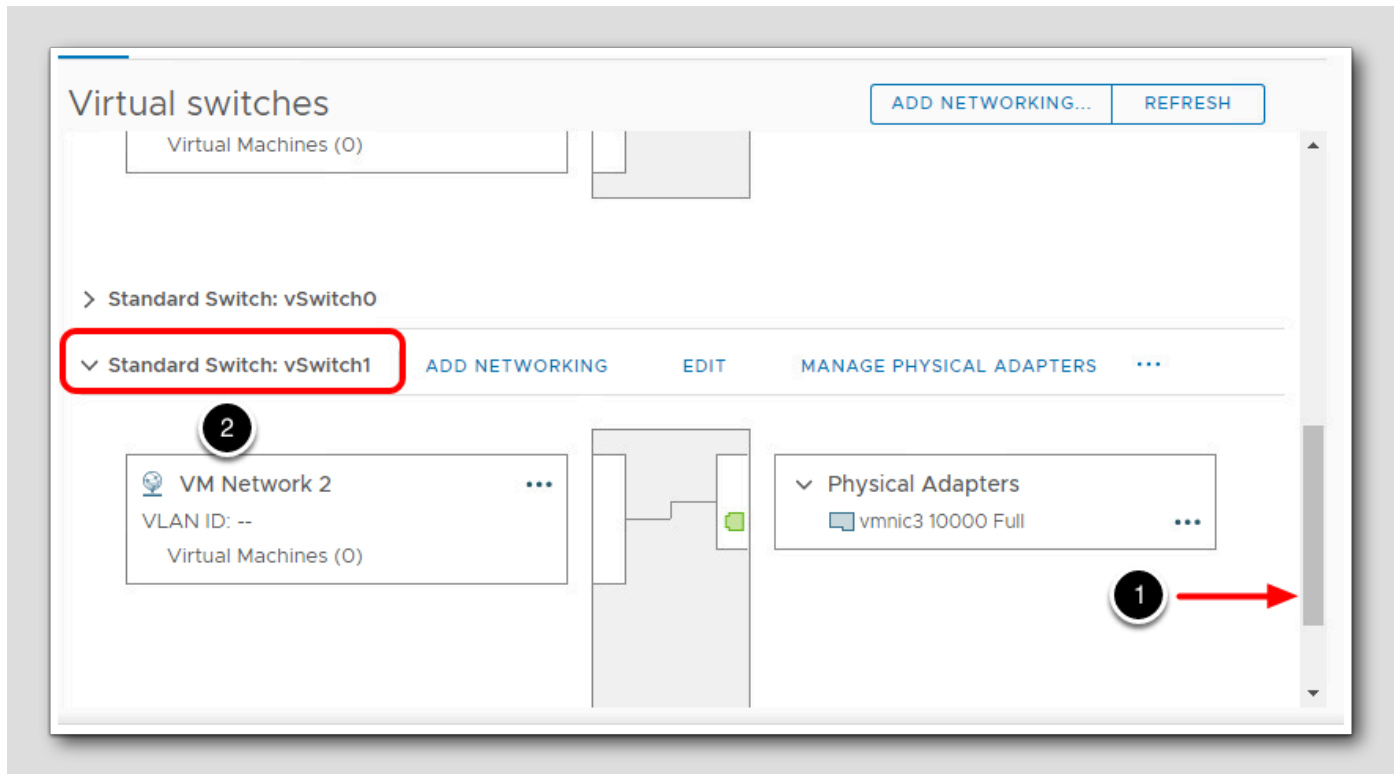 Virtual switches
ADD NETWORKING... REFRESH
Virtual Machines (0)
Standard Switch: vSwitch0
Standard Switch: vSwitch1 ADD NETWORKING EDIT MANAGE PHYSICAL ADAPTERS ...
2
VM Network 2 ...
VLAN ID: --
Virtual Machines (0)
Physical Adapters
vmnic3 10000 Full ...
1